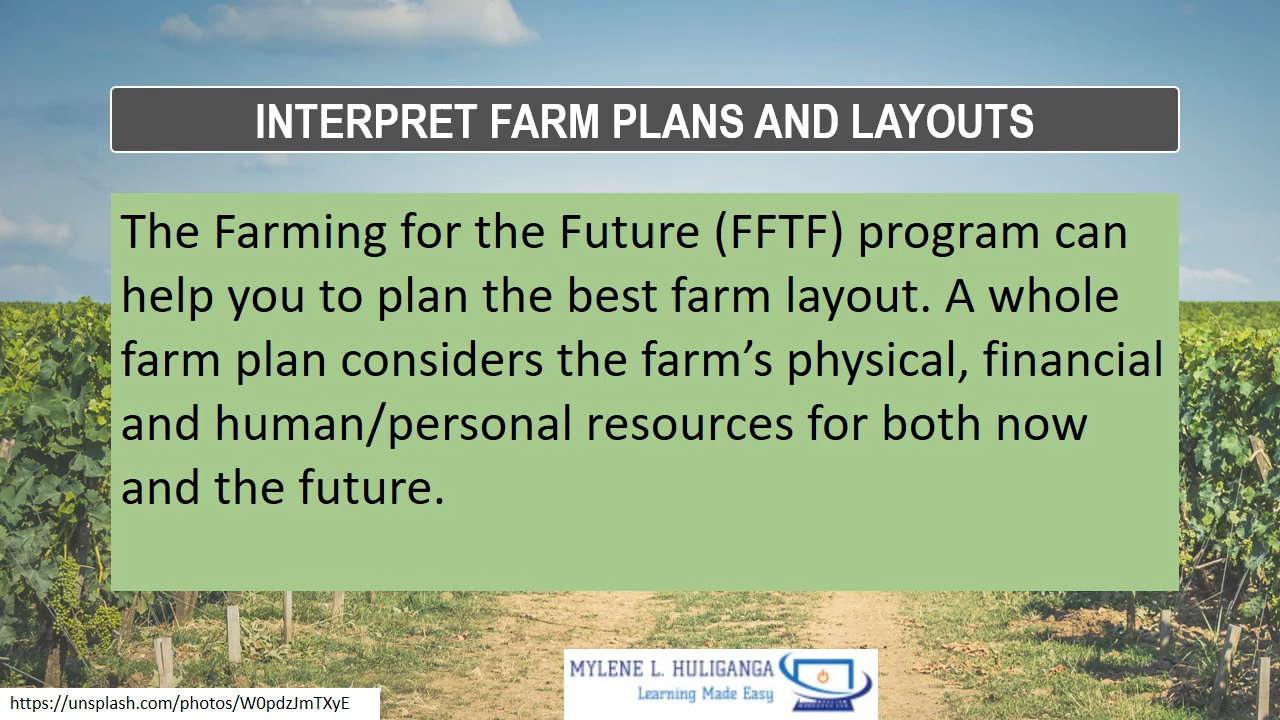 INTERPRET FARM PLANS AND LAYOUTS
The Farming for the Future (FFTF) program can
help you to plan the best farm layout. A whole
farm plan considers the farm’s physical, financial
and human/personal resources for both now
and the future.
MYLENE L. HULIGANGA
Learning Made Easy
https://unsplash.com/photos/W0pdzJmTXyE